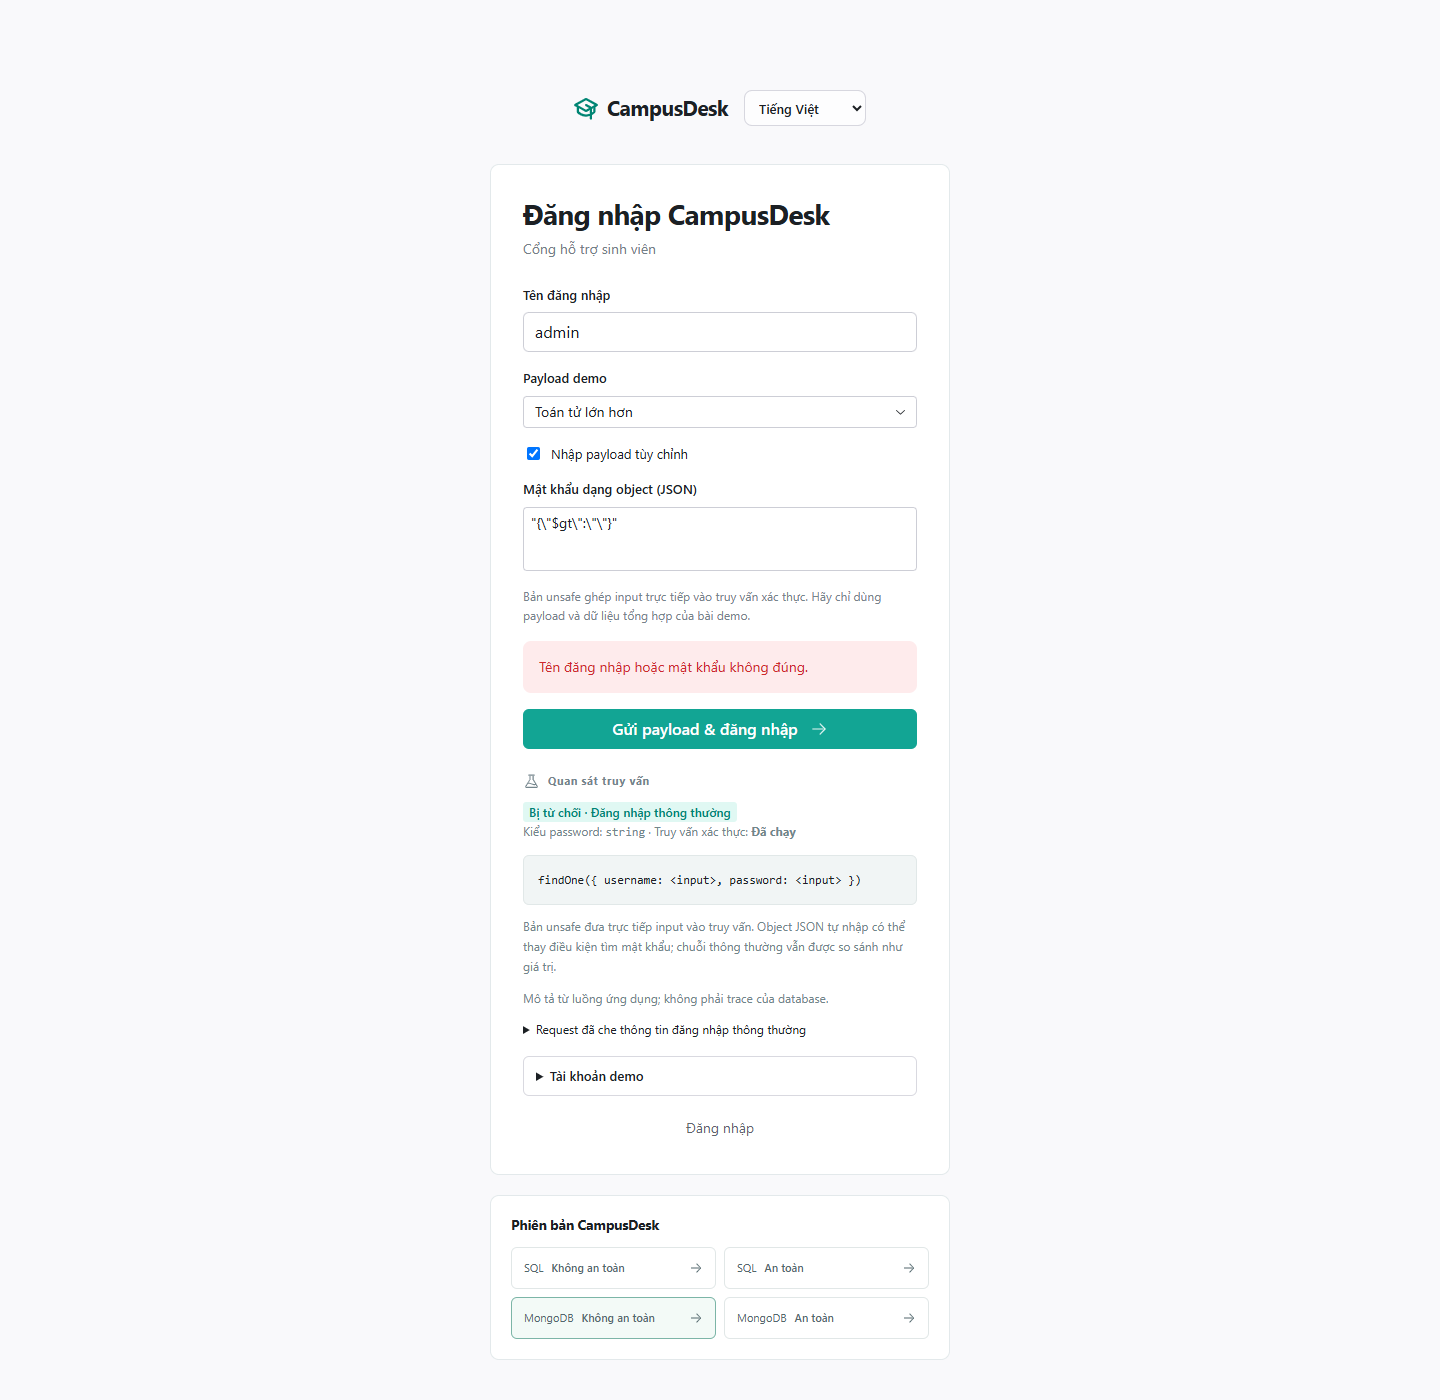 CampusDesk
Tiếng Việt
Đăng nhập CampusDesk
Cổng hỗ trợ sinh viên
Tên đăng nhập
admin
Payload demo
Toán tử lớn hơn
Nhập payload tùy chỉnh
Mật khẩu dạng object (JSON)
"{\"$gt\":\"\"}"
Bản unsafe ghép input trực tiếp vào truy vấn xác thực. Hãy chỉ dùng
payload và dữ liệu tổng hợp của bài demo.
Tên đăng nhập hoặc mật khẩu không đúng.
Gửi payload & đăng nhập →
Quan sát truy vấn
Bị từ chối · Đăng nhập thông thường
Kiểu password: string · Truy vấn xác thực: Đã chạy
findOne({ username: <input>, password: <input> })
Bản unsafe đưa trực tiếp input vào truy vấn. Object JSON tự nhập có thể
thay điều kiện tìm mật khẩu; chuỗi thông thường vẫn được so sánh như
giá trị.
Mô tả từ luồng ứng dụng; không phải trace của database.
Request đã che thông tin đăng nhập thông thường
Tài khoản demo
Đăng nhập
Phiên bản CampusDesk
SQL Không an toàn →
SQL An toàn →
MongoDB Không an toàn →
MongoDB An toàn →